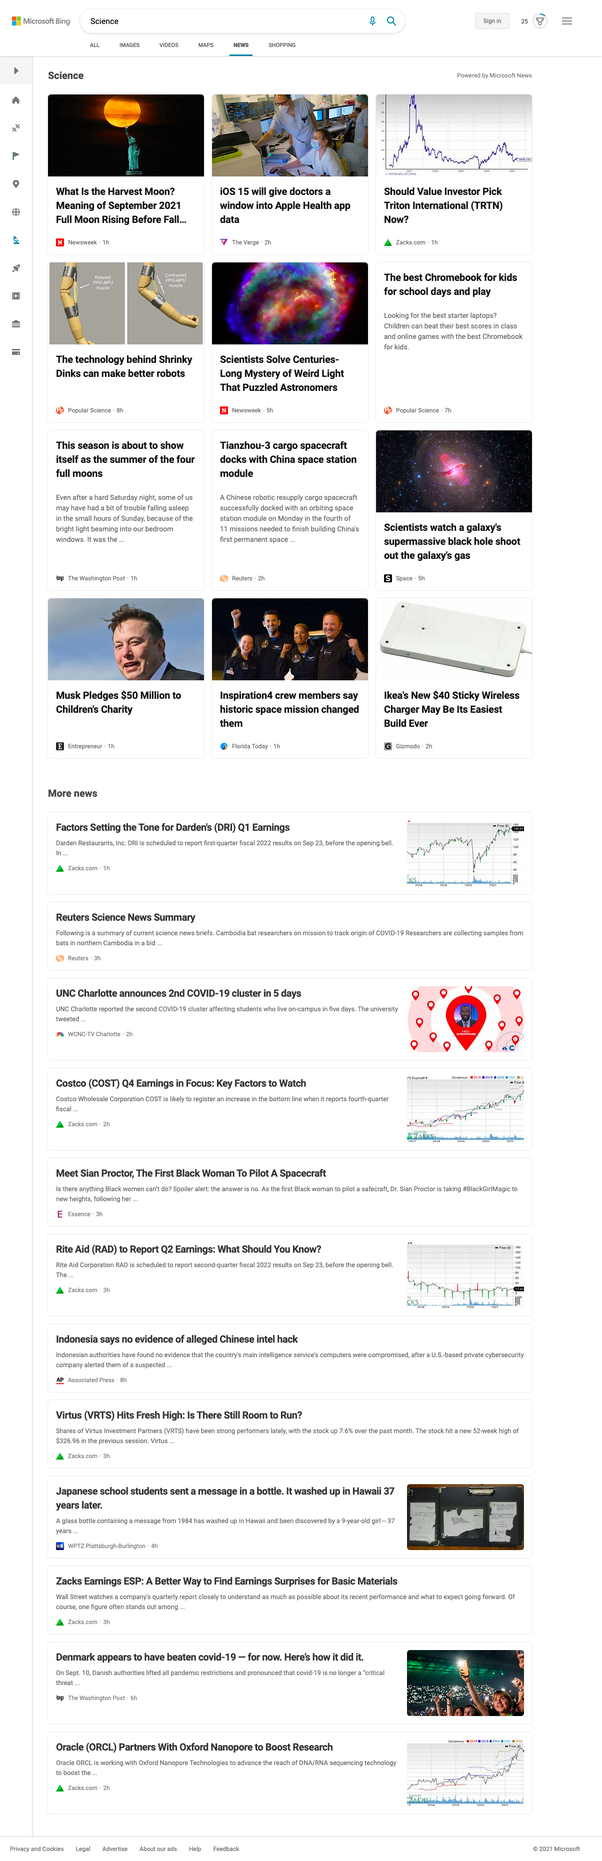 Microsoft Bing
Science
Sign in
25
ALL
IMAGES
VIDEOS
MAPS
NEWS
SHOPPING
Science
Powered by Microsoft News
What Is the Harvest Moon?
Meaning of September 2021
Full Moon Rising Before Fall...
Newsweek · 1h
iOS 15 will give doctors a
window into Apple Health app
data
The Verge · 2h
Should Value Investor Pick
Triton International (TRTN)
Now?
Zacks.com · 1h
Relaxed
PPG-MPU
muscle
Contracted
PPG-MPU
muscle
The technology behind Shrinky
Dinks can make better robots
Popular Science · 8h
Scientists Solve Centuries-
Long Mystery of Weird Light
That Puzzled Astronomers
Newsweek · 5h
The best Chromebook for kids
for school days and play
Looking for the best starter laptops?
Children can beat their best scores in class
and online games with the best Chromebook
for kids.
Popular Science · 7h
This season is about to show
itself as the summer of the four
full moons
Even after a hard Saturday night, some of us
may have had a bit of trouble falling asleep
in the small hours of Sunday, because of the
bright light beaming into our bedroom
windows. It was the ...
The Washington Post · 1h
Tianzhou-3 cargo spacecraft
docks with China space station
module
A Chinese robotic resupply cargo spacecraft
successfully docked with an orbiting space
station module on Monday in the fourth of
11 missions needed to finish building China's
first permanent space ...
Reuters · 2h
Scientists watch a galaxy's
supermassive black hole shoot
out the galaxy's gas
Space · 5h
Musk Pledges $50 Million to
Children's Charity
Entrepreneur · 1h
Inspiration4 crew members say
historic space mission changed
them
Florida Today · 1h
Ikea's New $40 Sticky Wireless
Charger May Be Its Easiest
Build Ever
Gizmodo · 2h
More news
Factors Setting the Tone for Darden's (DRI) Q1 Earnings
Darden Restaurants, Inc. DRI is scheduled to report first-quarter fiscal 2022 results on Sep 23, before the opening bell.
In ...
Zacks.com · 1h
Reuters Science News Summary
Following is a summary of current science news briefs. Cambodia bat researchers on mission to track origin of COVID-19 Researchers are collecting samples from
bats in northern Cambodia in a bid ...
Reuters · 3h
UNC Charlotte announces 2nd COVID-19 cluster in 5 days
UNC Charlotte reported the second COVID-19 cluster affecting students who live on-campus in five days. The university
tweeted ...
WCNC-TV Charlotte · 2h
Costco (COST) Q4 Earnings in Focus: Key Factors to Watch
Costco Wholesale Corporation COST is likely to register an increase in the bottom line when it reports fourth-quarter
fiscal ...
Zacks.com · 2h
Meet Sian Proctor, The First Black Woman To Pilot A Spacecraft
Is there anything Black women can't do? Spoiler alert: the answer is no. As the first Black woman to pilot a safecraft, Dr. Sian Proctor is taking #BlackGirlMagic to
new heights, following her ...
Essence · 3h
Rite Aid (RAD) to Report Q2 Earnings: What Should You Know?
Rite Aid Corporation RAD is scheduled to report second-quarter fiscal 2022 results on Sep 23, before the opening bell.
The ...
Zacks.com · 3h
Indonesia says no evidence of alleged Chinese intel hack
Indonesian authorities have found no evidence that the country's main intelligence service's computers were compromised, after a U.S.-based private cybersecurity
company alerted them of a suspected ...
AP Associated Press · 8h
Virtus (VRTS) Hits Fresh High: Is There Still Room to Run?
Shares of Virtus Investment Partners (VRTS) have been strong performers lately, with the stock up 7.6% over the past month. The stock hit a new 52-week high of
$326.96 in the previous session. Virtus ...
Zacks.com · 3h
Japanese school students sent a message in a bottle. It washed up in Hawaii 37
years later.
A glass bottle containing a message from 1984 has washed up in Hawaii and been discovered by a 9-year-old girl – 37
years ...
WPTZ Plattsburgh-Burlington · 4h
Zacks Earnings ESP: A Better Way to Find Earnings Surprises for Basic Materials
Wall Street watches a company's quarterly report closely to understand as much as possible about its recent performance and what to expect going forward. Of
course, one figure often stands out among ...
Zacks.com · 3h
Denmark appears to have beaten covid-19 — for now. Here's how it did it.
On Sept. 10, Danish authorities lifted all pandemic restrictions and pronounced that covid-19 is no longer a "critical
threat ...
The Washington Post · 6h
Oracle (ORCL) Partners With Oxford Nanopore to Boost Research
Oracle ORCL is working with Oxford Nanopore Technologies to advance the reach of DNA/RNA sequencing technology
to boost the ...
Zacks.com · 2h
Privacy and Cookies
Legal
Advertise
About our ads
Help
Feedback
© 2021 Microsoft